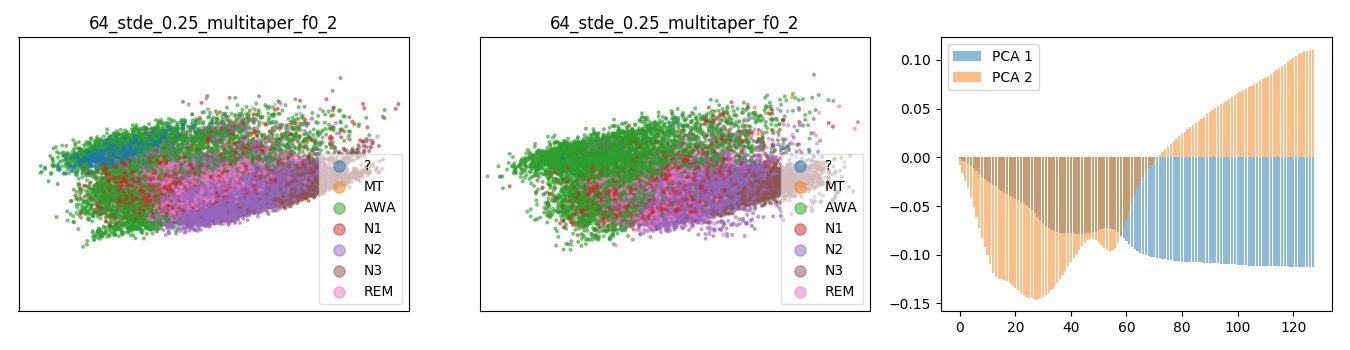 64_stde_0.25_multitaper_f0_2
?
MT
AWA
N1
N2
N3
REM
64_stde_0.25_multitaper_f0_2
?
MT
AWA
N1
N2
N3
REM
PCA 1
PCA 2
0.10
0.05
0.00
−0.05
−0.10
−0.15
0 20 40 60 80 100 120